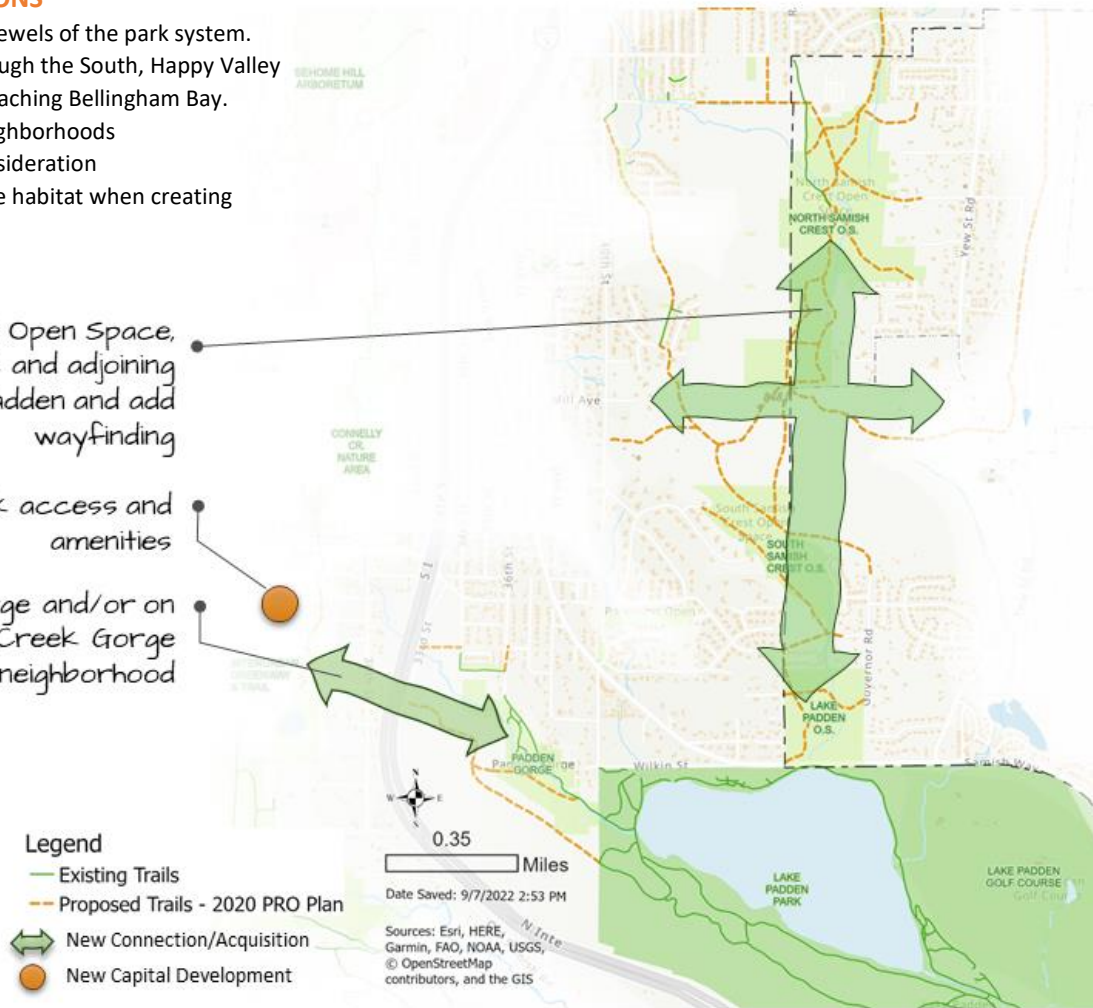 ONS
ewels of the park system.
ugh the South, Happy Valley
aching Bellingham Bay.
ghborhoods
sideration
e habitat when creating
SEHOME HILL
ARBORETUM
North Samish
Crest Open
Space
NORTH SAMISH
CREST O.S.
Yew St Rd
Open Space,
and adjoining
adden and add
wayfinding
CONNELLY
CR.
NATURE
AREA
South Samish
Crest Open
Space
SOUTH
SAMISH
CREST O.S.
access and
amenities
36th St
33rd St
Governor Rd
ge and/or on
Creek Gorge
neighborhood
LAKE
PADDEN
O.S.
PADDEN
GORGE
Wilkin St
Samish Way
N
W
E
S
0.35
Miles
Date Saved: 9/7/2022 2:53 PM
Sources: Esri, HERE,
Garmin, FAO, NOAA, USGS,
© OpenStreetMap
contributors, and the GIS
N Inte
LAKE
PADDEN
PARK
LAKE PADDEN
GOLF COURSE
Legend
Existing Trails
Proposed Trails - 2020 PRO Plan
New Connection/Acquisition
New Capital Development